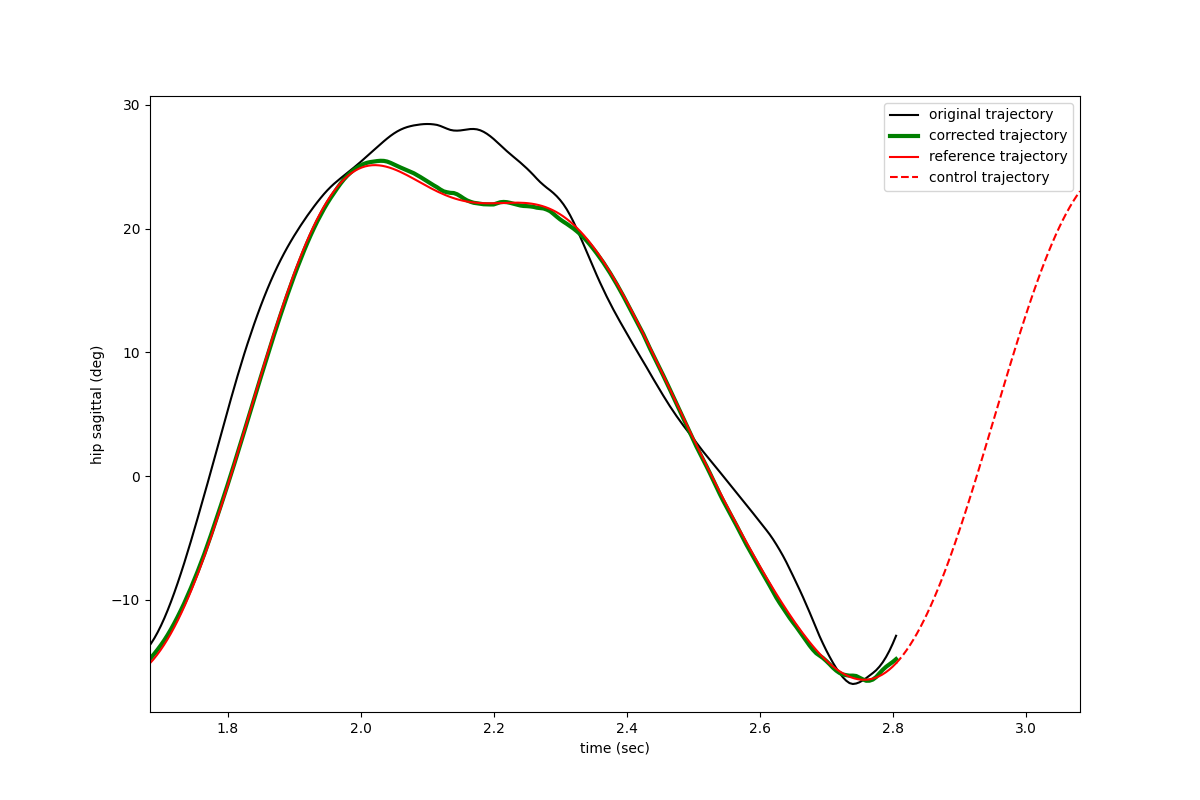 30
20
10
0
−10
hip sagittal (deg)
original trajectory
corrected trajectory
reference trajectory
control trajectory
1.8 2.0 2.2 2.4 2.6 2.8 3.0
time (sec)